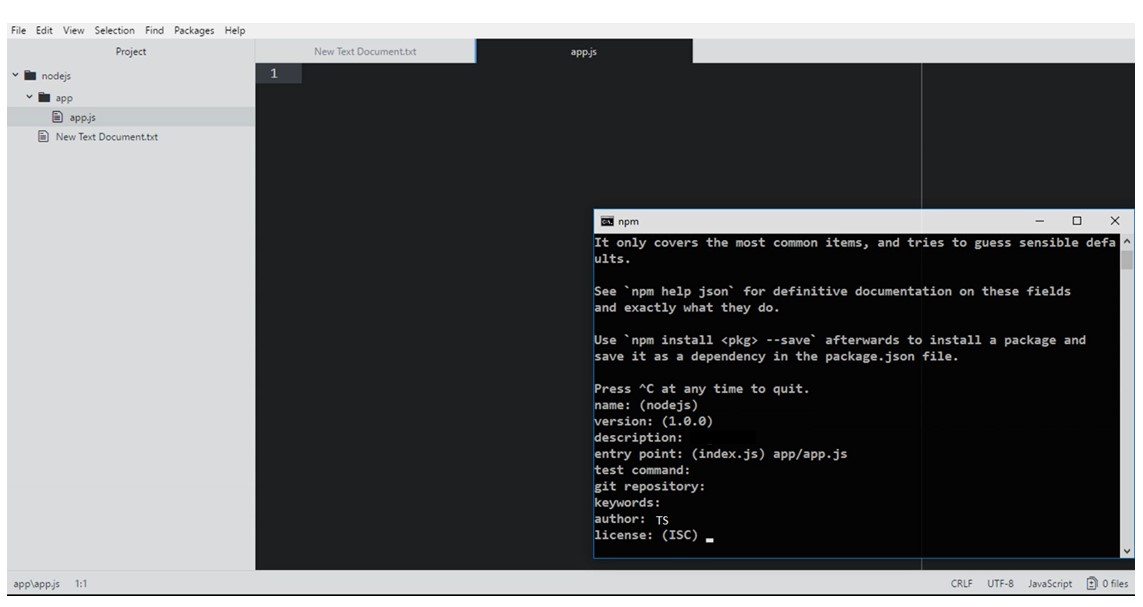 File Edit View Selection Find Packages Help
Project
New Text Document.txt
app.js
nodejs
app
app.js
New Text Document.txt
1
npm
It only covers the most common items, and tries to guess sensible defa
ults.
See `npm help json` for definitive documentation on these fields
and exactly what they do.
Use `npm install <pkg> --save` afterwards to install a package and
save it as a dependency in the package.json file.
Press ^C at any time to quit.
name: (nodejs)
version: (1.0.0)
description:
entry point: (index.js) app/app.js
test command:
git repository:
keywords:
author: TS
license: (ISC)
app\app.js 1:1
CRLF UTF-8 JavaScript 0 files